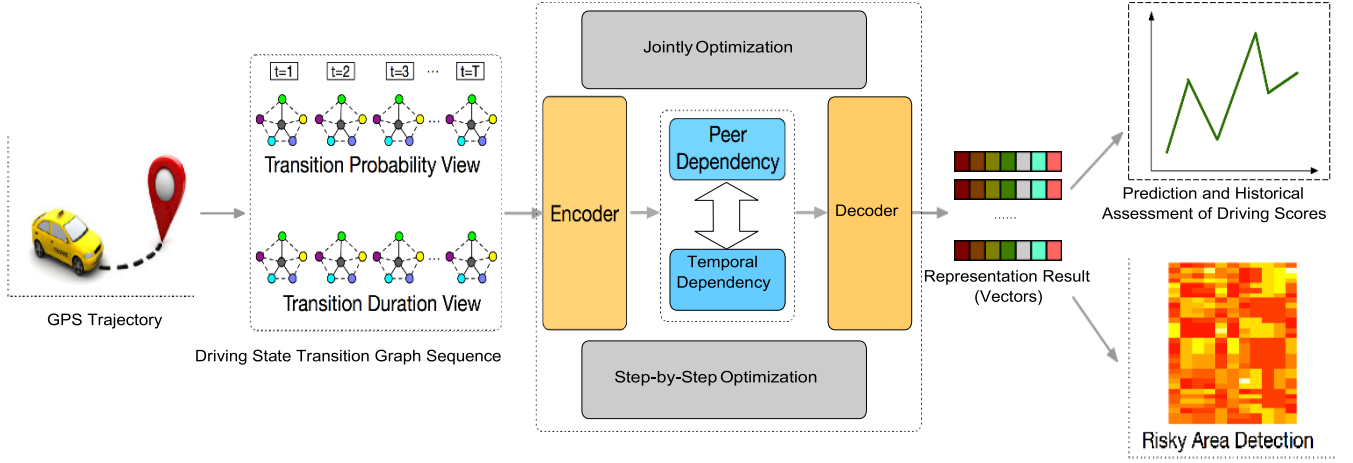 GPS Trajectory
t=1 t=2 t=3 ... t=T
Transition Probability View
Transition Duration View
Driving State Transition Graph Sequence
Jointly Optimization
Encoder
Peer
Dependency
Temporal
Dependency
Decoder
Step-by-Step Optimization
......
Representation Result
(Vectors)
Prediction and Historical
Assessment of Driving Scores
Risky Area Detection